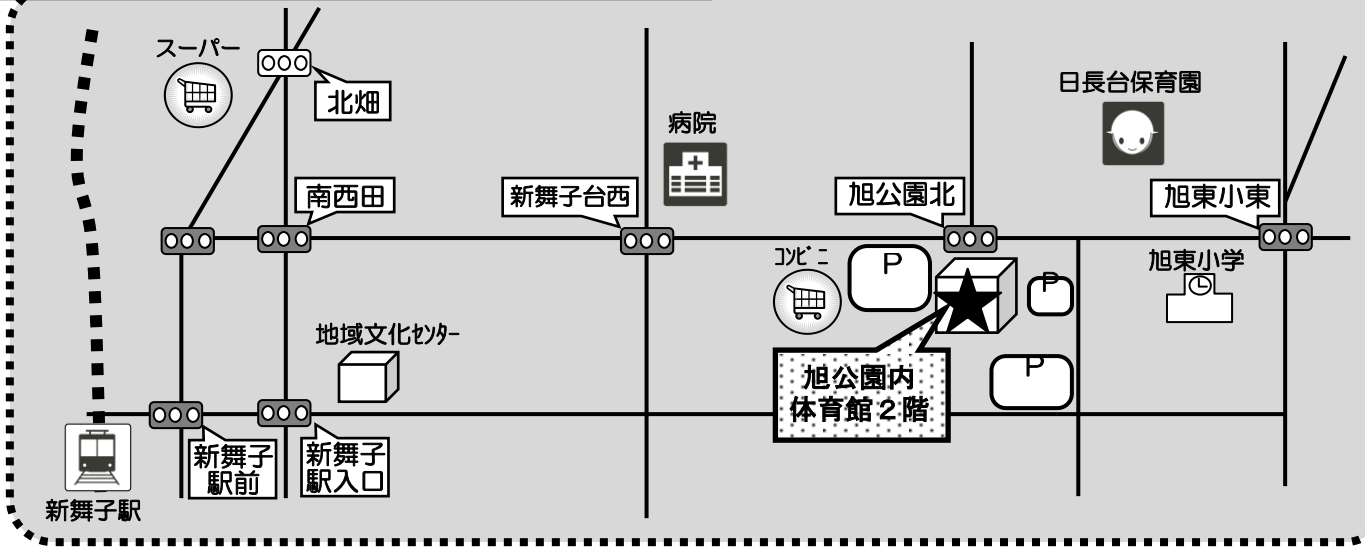 スーパー
北畑
日長台保育園
病院
南西田
新舞子台西
旭公園北
旭東小東
コンビニ
P
P
旭東小学
地域文化センター
P
旭公園内
体育館２階
新舞子
駅前
新舞子
駅入口
新舞子駅